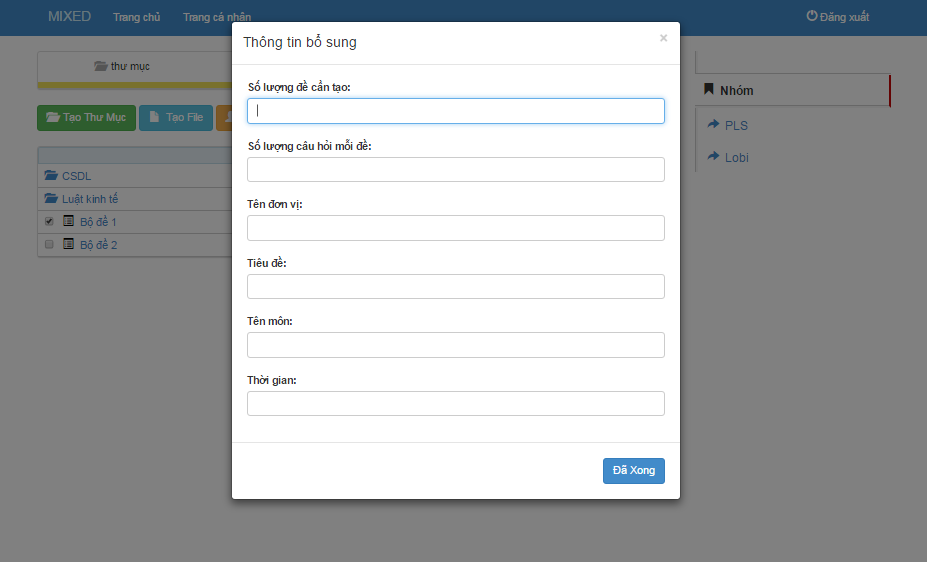 MIXED Trang chủ Trang cá nhân Đăng xuất
Thông tin bổ sung ×
thư mục
Số lượng đề cần tạo:
Nhóm
Tạo Thư Mục Tạo File
PLS
Số lượng câu hỏi mỗi đề:
Lobi
CSDL
Luật kinh tế
Tên đơn vị:
Bộ đề 1
Bộ đề 2
Tiêu đề:
Tên môn:
Thời gian:
Đã Xong